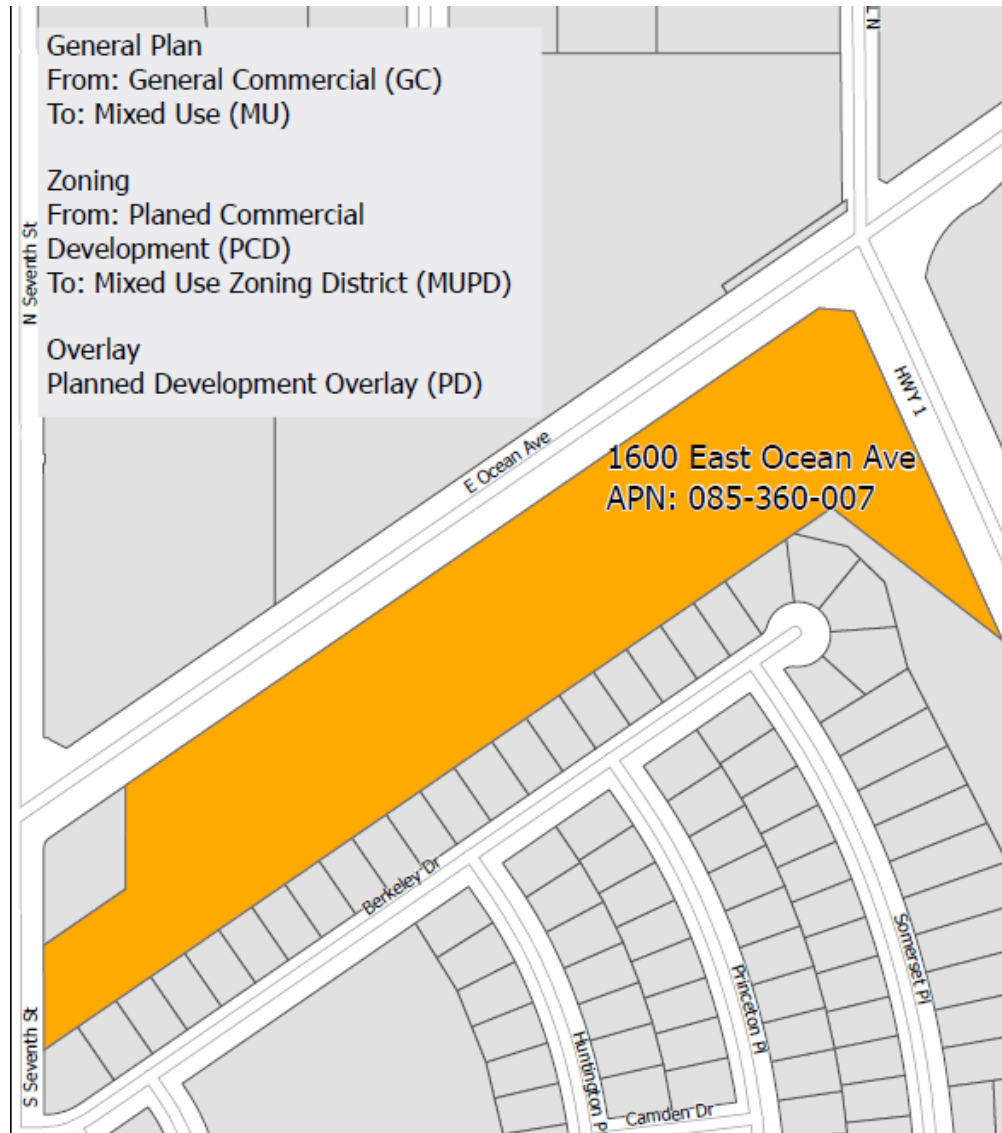 General Plan
From: General Commercial (GC)
To: Mixed Use (MU)
Zoning
From: Planed Commercial
Development (PCD)
To: Mixed Use Zoning District (MUPD)
Overlay
Planned Development Overlay (PD)
L N
N Seventh St
HWY 1
E Ocean Ave
1600 East Ocean Ave
APN: 085-360-007
Berkeley Dr
Somerset Pl
Princeton Pl
S Seventh St
Huntington P
Camden Dr